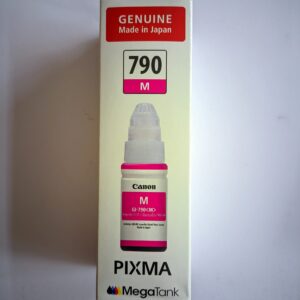 GENUINE
Made in Japan
790
M
Canon
M
GI-790 (M)
PIXMA
MegaTank